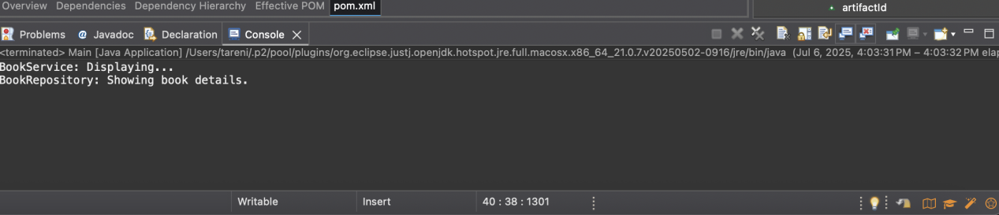 Overview Dependencies Dependency Hierarchy Effective POM pom.xml
artifactId
Problems @ Javadoc Declaration Console
<terminated> Main [Java Application] /Users/tareni/.p2/pool/plugins/org.eclipse.justj.openjdk.hotspot.jre.full.macosx.x86_64_21.0.7.v20250502-0916/jre/bin/java (Jul 6, 2025, 4:03:31 PM – 4:03:32 PM elap
BookService: Displaying...
BookRepository: Showing book details.
Writable Insert 40 : 38 : 1301